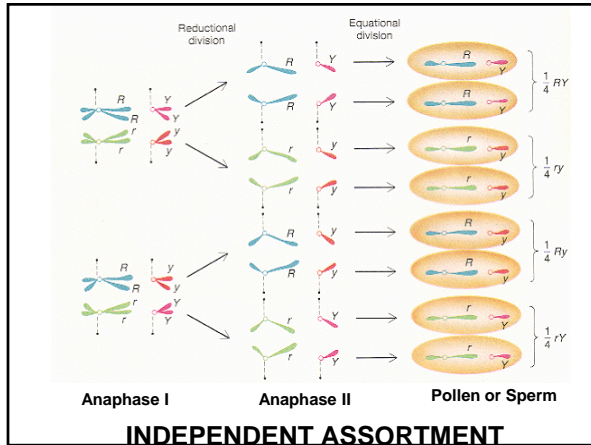 Reductional division
Equational division
R Y
R Y
r y
r y
R y
R y
r Y
r Y
R Y
R Y
r y
r y
R y
R y
r Y
r Y
R Y
R Y
r y
r y
R y
R y
r Y
r Y
1/4 RY
1/4 ry
1/4 Ry
1/4 rY
Anaphase I
Anaphase II
Pollen or Sperm
INDEPENDENT ASSORTMENT